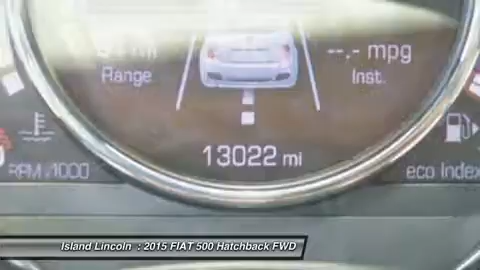 --.- mpg
Range
Inst.
13022 mi
RPM x1000
eco Index
Island Lincoln : 2015 FIAT 500 Hatchback FWD